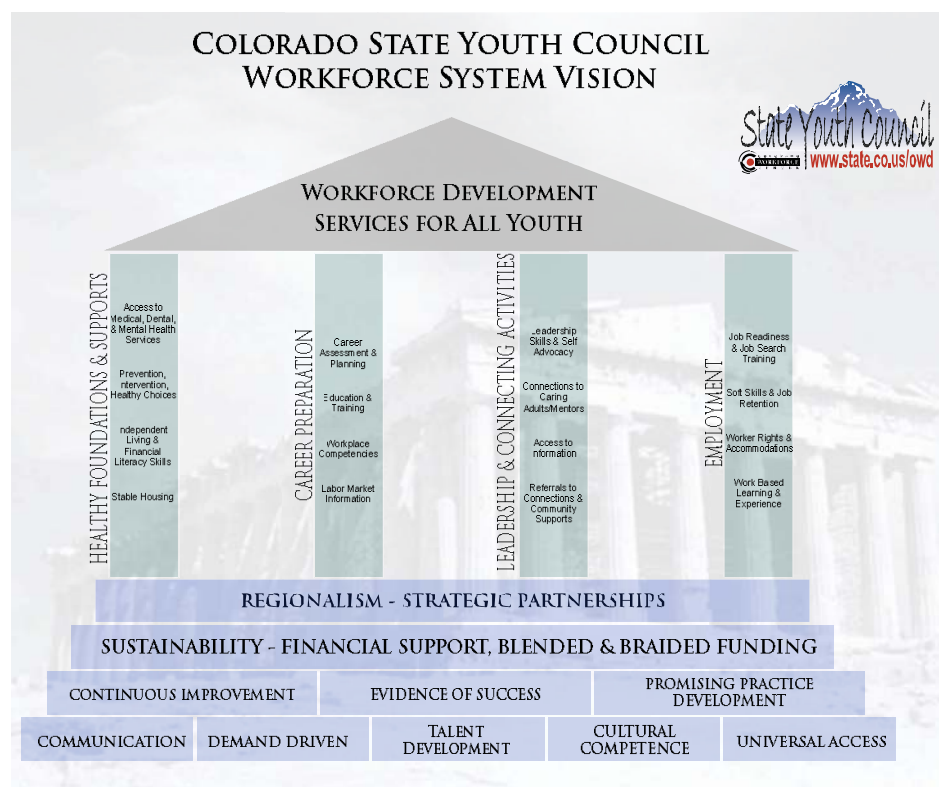 COLORADO STATE YOUTH COUNCIL
WORKFORCE SYSTEM VISION
State Youth Council
WORKFORCE
www.state.co.us/owd
WORKFORCE DEVELOPMENT
SERVICES FOR ALL YOUTH
HEALTHY FOUNDATIONS & SUPPORTS
Access to
Medical, Dental,
& Mental Health
Services
Prevention,
Intervention,
Healthy Choices
Independent
Living &
Financial
Literacy Skills
Stable Housing
CAREER PREPARATION
Career
Assessment &
Planning
Education &
Training
Workplace
Competencies
Labor Market
Information
LEADERSHIP & CONNECTING ACTIVITIES
Leadership
Skills & Self
Advocacy
Connections to
Caring
Adults/Mentors
Access to
Information
Referrals to
Connections &
Community
Supports
EMPLOYMENT
Job Readiness
& Job Search
Training
Soft Skills & Job
Retention
Worker Rights &
Accommodations
Work Based
Learning &
Experience
REGIONALISM - STRATEGIC PARTNERSHIPS
SUSTAINABILITY - FINANCIAL SUPPORT, BLENDED & BRAIDED FUNDING
CONTINUOUS IMPROVEMENT
EVIDENCE OF SUCCESS
PROMISING PRACTICE
DEVELOPMENT
COMMUNICATION
DEMAND DRIVEN
TALENT
DEVELOPMENT
CULTURAL
COMPETENCE
UNIVERSAL ACCESS